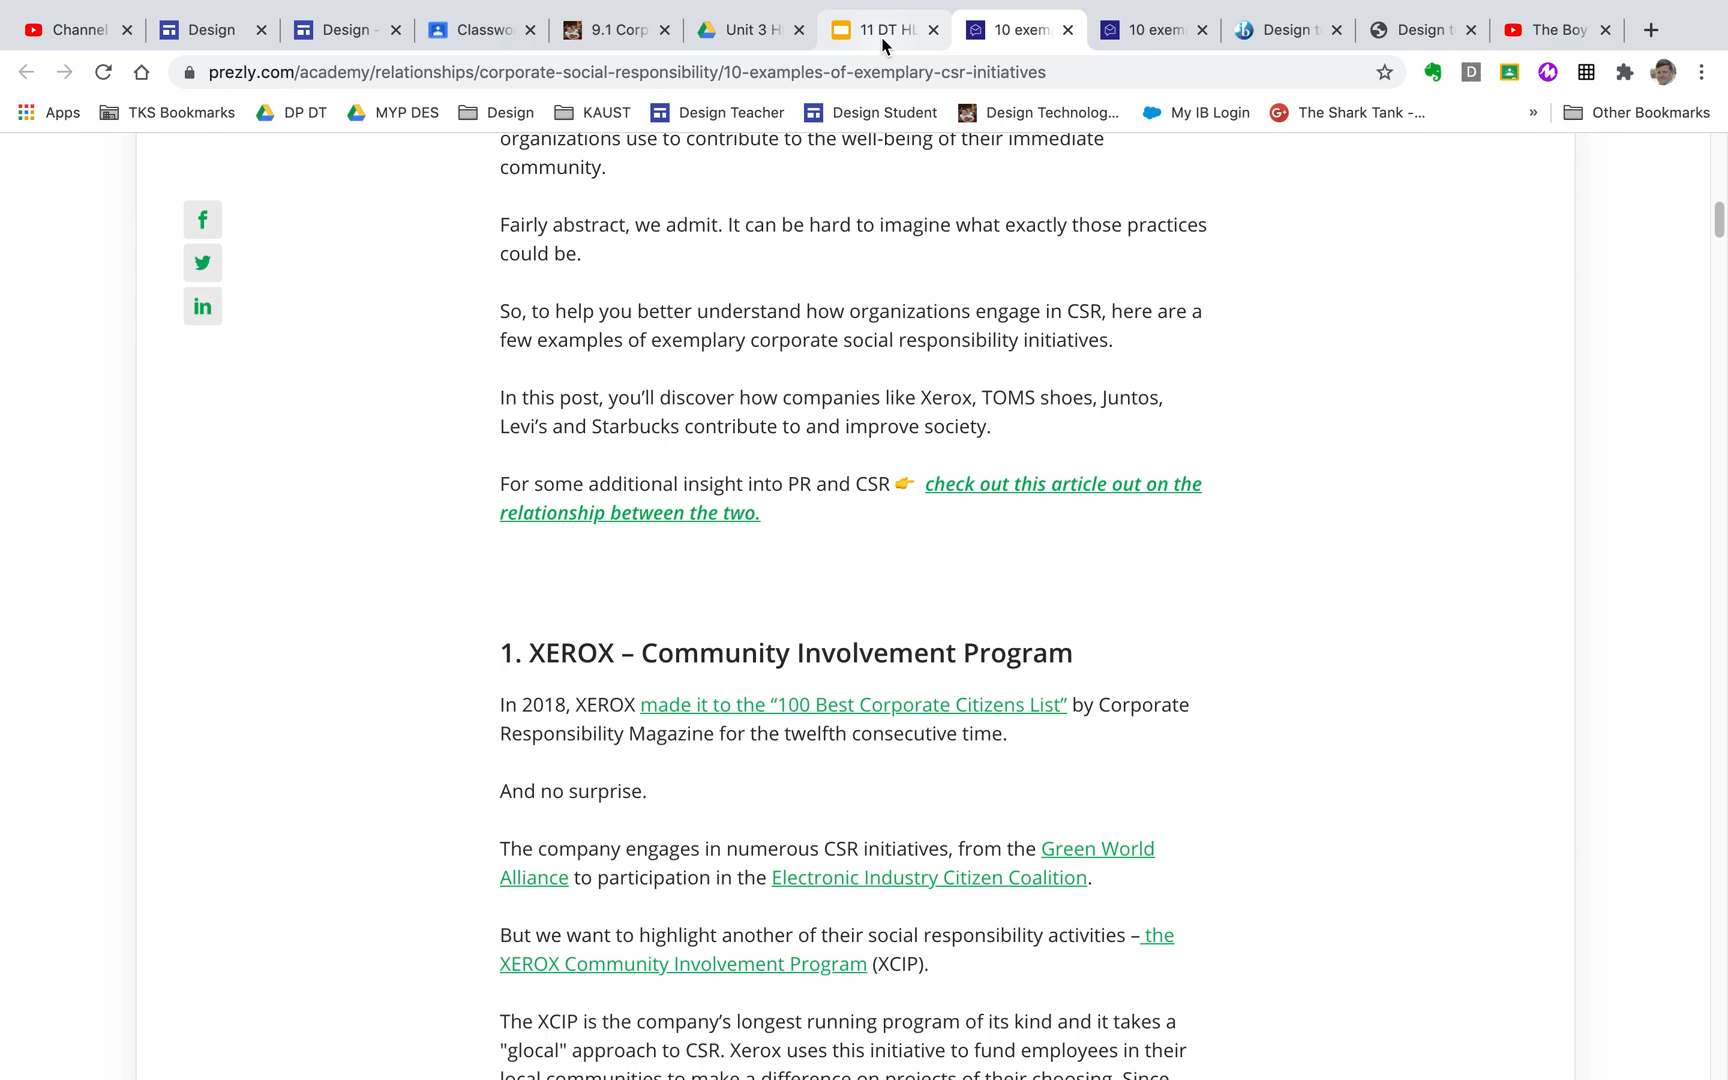 Channel
Design
Design -
Classwo
9.1 Corp
Unit 3 H
11 DT HL
10 exem
10 exem
Design t
Design t
The Boy
prezly.com/academy/relationships/corporate-social-responsibility/10-examples-of-exemplary-csr-initiatives
Apps
TKS Bookmarks
DP DT
MYP DES
Design
KAUST
Design Teacher
Design Student
Design Technolog...
My IB Login
The Shark Tank -...
»
Other Bookmarks
organizations use to contribute to the well-being of their immediate
community.
Fairly abstract, we admit. It can be hard to imagine what exactly those practices
could be.
So, to help you better understand how organizations engage in CSR, here are a
few examples of exemplary corporate social responsibility initiatives.
In this post, you’ll discover how companies like Xerox, TOMS shoes, Juntos,
Levi’s and Starbucks contribute to and improve society.
For some additional insight into PR and CSR 👉 check out this article out on the
relationship between the two.
1. XEROX – Community Involvement Program
In 2018, XEROX made it to the “100 Best Corporate Citizens List” by Corporate
Responsibility Magazine for the twelfth consecutive time.
And no surprise.
The company engages in numerous CSR initiatives, from the Green World
Alliance to participation in the Electronic Industry Citizen Coalition.
But we want to highlight another of their social responsibility activities – the
XEROX Community Involvement Program (XCIP).
The XCIP is the company’s longest running program of its kind and it takes a
"glocal" approach to CSR. Xerox uses this initiative to fund employees in their
local communities to make a difference on projects of their choosing. Since